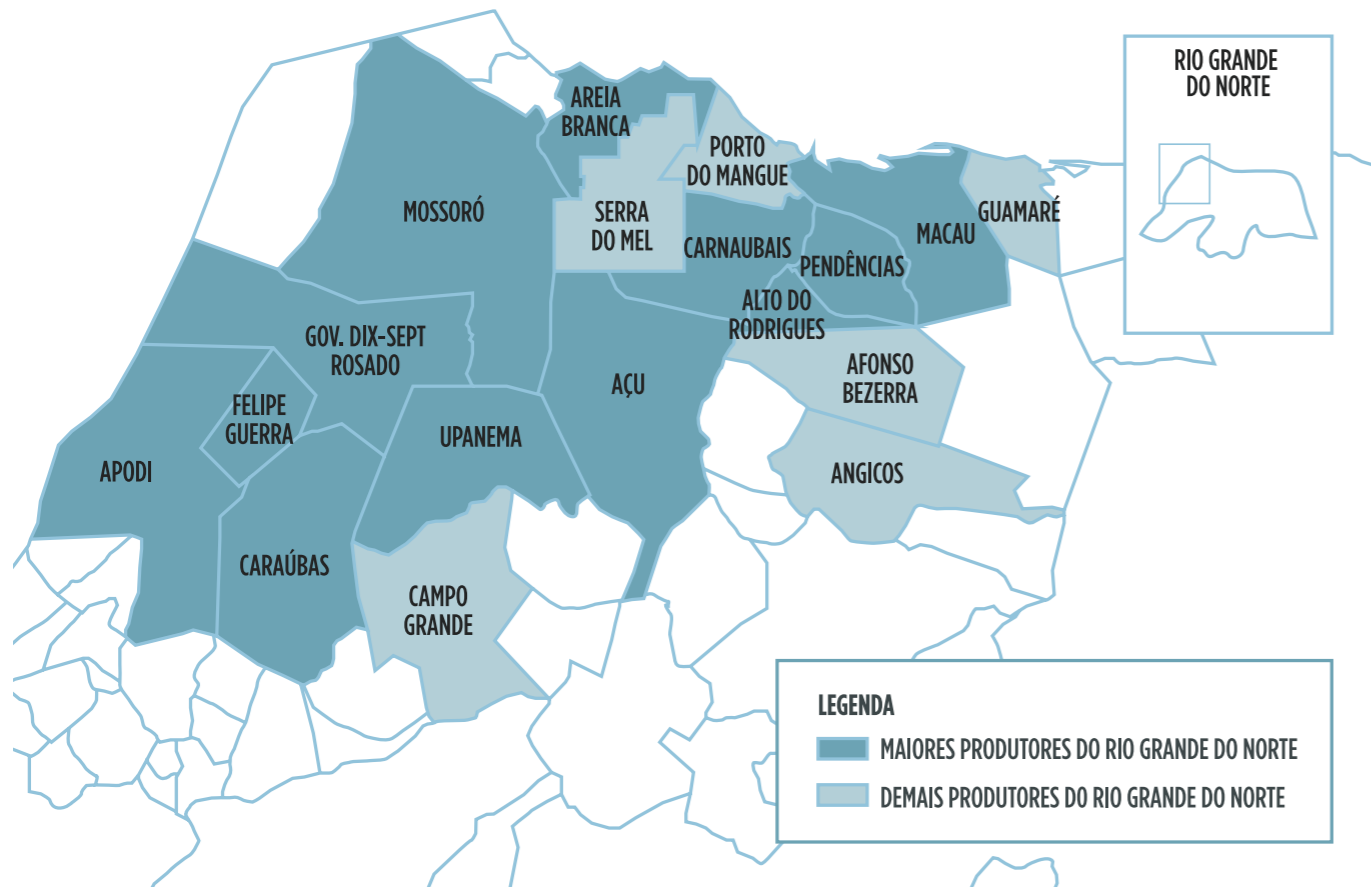 RIO GRANDE
DO NORTE
AREIA
BRANCA
PORTO
DO MANGUE
MOSSORÓ
SERRA
DO MEL
GUAMARÉ
MACAU
CARNAUBAIS
PENDÊNCIAS
ALTO DO
RODRIGUES
GOV. DIX-SEPT
ROSADO
AÇU
AFONSO
BEZERRA
FELIPE
GUERRA
UPANEMA
APODI
ANGICOS
CARAÚBAS
CAMPO
GRANDE
LEGENDA
MAIORES PRODUTORES DO RIO GRANDE DO NORTE
DEMAIS PRODUTORES DO RIO GRANDE DO NORTE